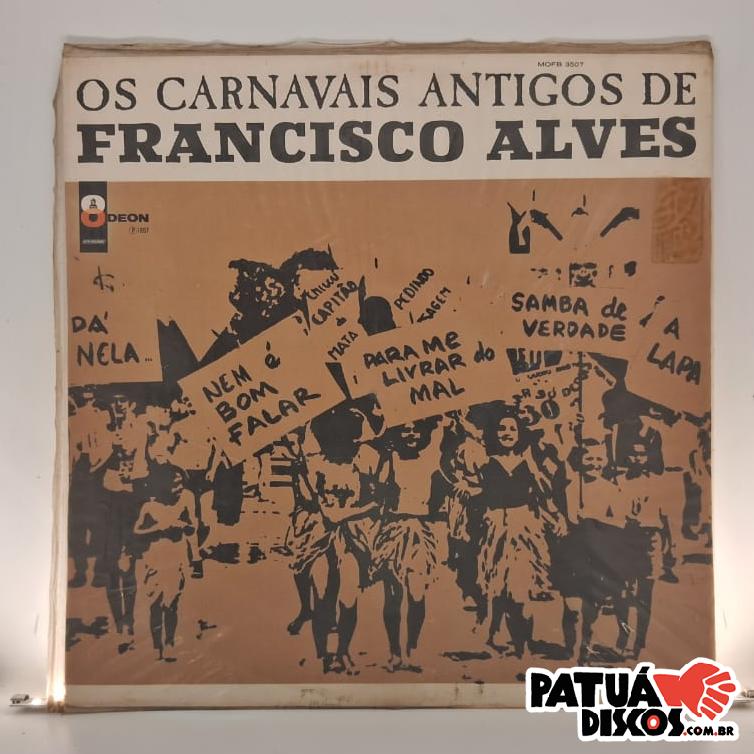 MOFB 3507
OS CARNAVAIS ANTIGOS DE
FRANCISCO ALVES
ODEON
DÁ
NELA...
NEM é
BOM
FALAR
CAPITÃO
do
MATA
PEDINDO
PARA ME
LIVRAR do
MAL
SAMBA de
VERDADE
A
LAPA
PATUÁ
DISCOS.COM.BR